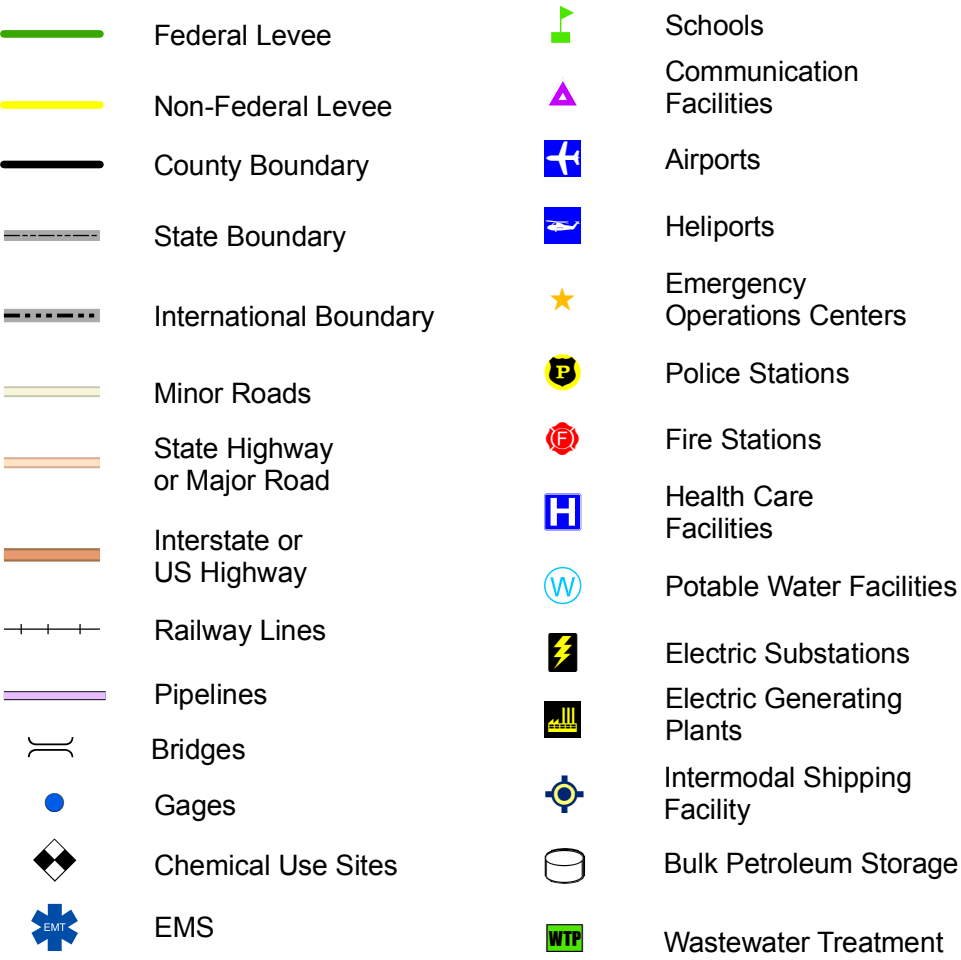 Federal Levee
Non-Federal Levee
County Boundary
State Boundary
International Boundary
Minor Roads
State Highway
or Major Road
Interstate or
US Highway
Railway Lines
Pipelines
Bridges
Gages
Chemical Use Sites
EMT
EMS
Schools
Communication
Facilities
Airports
Heliports
Emergency
Operations Centers
P
Police Stations
F
Fire Stations
H
Health Care
Facilities
W
Potable Water Facilities
Electric Substations
Electric Generating
Plants
Intermodal Shipping
Facility
Bulk Petroleum Storage
WTP
Wastewater Treatment